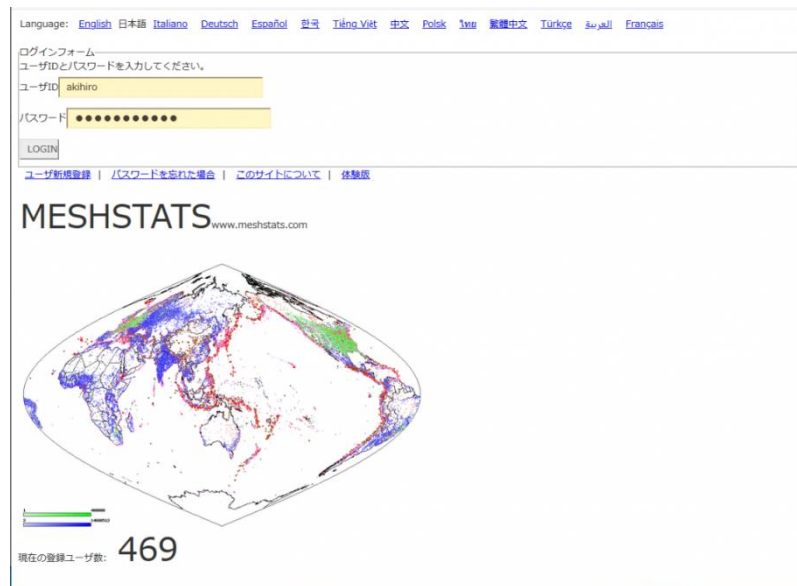 Language: English 日本語 Italiano Deutsch Español 한국 Tiếng Việt 中文 Polsk ไทย 繁體中文 Türkçe العربية Français
ログインフォーム
ユーザIDとパスワードを入力してください。
ユーザID akihiro
パスワード ●●●●●●●●●●●
LOGIN
ユーザ新規登録 | パスワードを忘れた場合 | このサイトについて | 体験版
MESHSTATS www.meshstats.com
現在の登録ユーザ数: 469